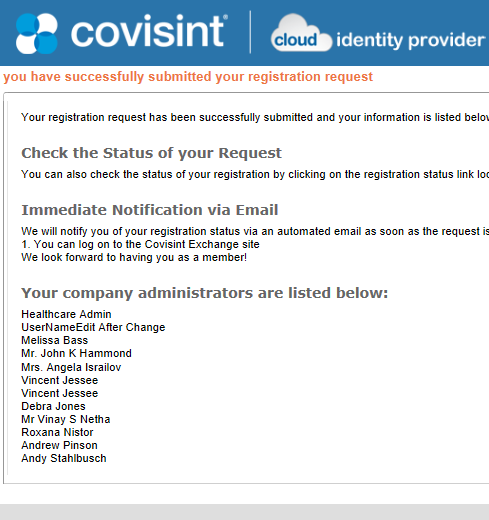 covisint® cloud identity provider
you have successfully submitted your registration request
Your registration request has been successfully submitted and your information is listed below
Check the Status of your Request
You can also check the status of your registration by clicking on the registration status link loc
Immediate Notification via Email
We will notify you of your registration status via an automated email as soon as the request is
1. You can log on to the Covisint Exchange site
We look forward to having you as a member!
Your company administrators are listed below:
Healthcare Admin
UserNameEdit After Change
Melissa Bass
Mr. John K Hammond
Mrs. Angela Israilov
Vincent Jessee
Vincent Jessee
Debra Jones
Mr Vinay S Netha
Roxana Nistor
Andrew Pinson
Andy Stahlbusch